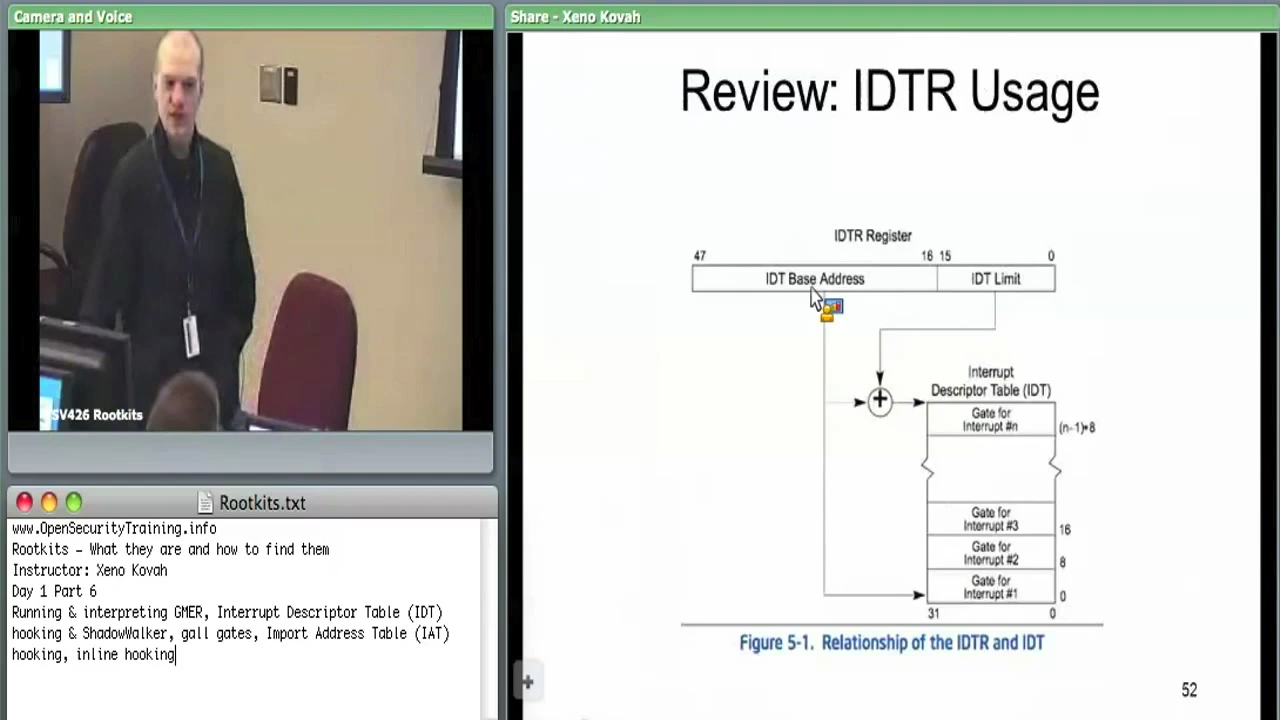 Camera and Voice
SV426 Rootkits
Rootkits.txt
www.OpenSecurityTraining.info
Rootkits - What they are and how to find them
Instructor: Xeno Kovah
Day 1 Part 6
Running & interpreting GMER, Interrupt Descriptor Table (IDT)
hooking & ShadowWalker, gall gates, Import Address Table (IAT)
hooking, inline hooking
Share - Xeno Kovah
Review: IDTR Usage
IDTR Register
47 16 15 0
IDT Base Address IDT Limit
+
Interrupt
Descriptor Table (IDT)
Gate for
Interrupt #n
(n-1)*8
Gate for
Interrupt #3
16
Gate for
Interrupt #2
8
Gate for
Interrupt #1
0
31 0
Figure 5-1. Relationship of the IDTR and IDT
52